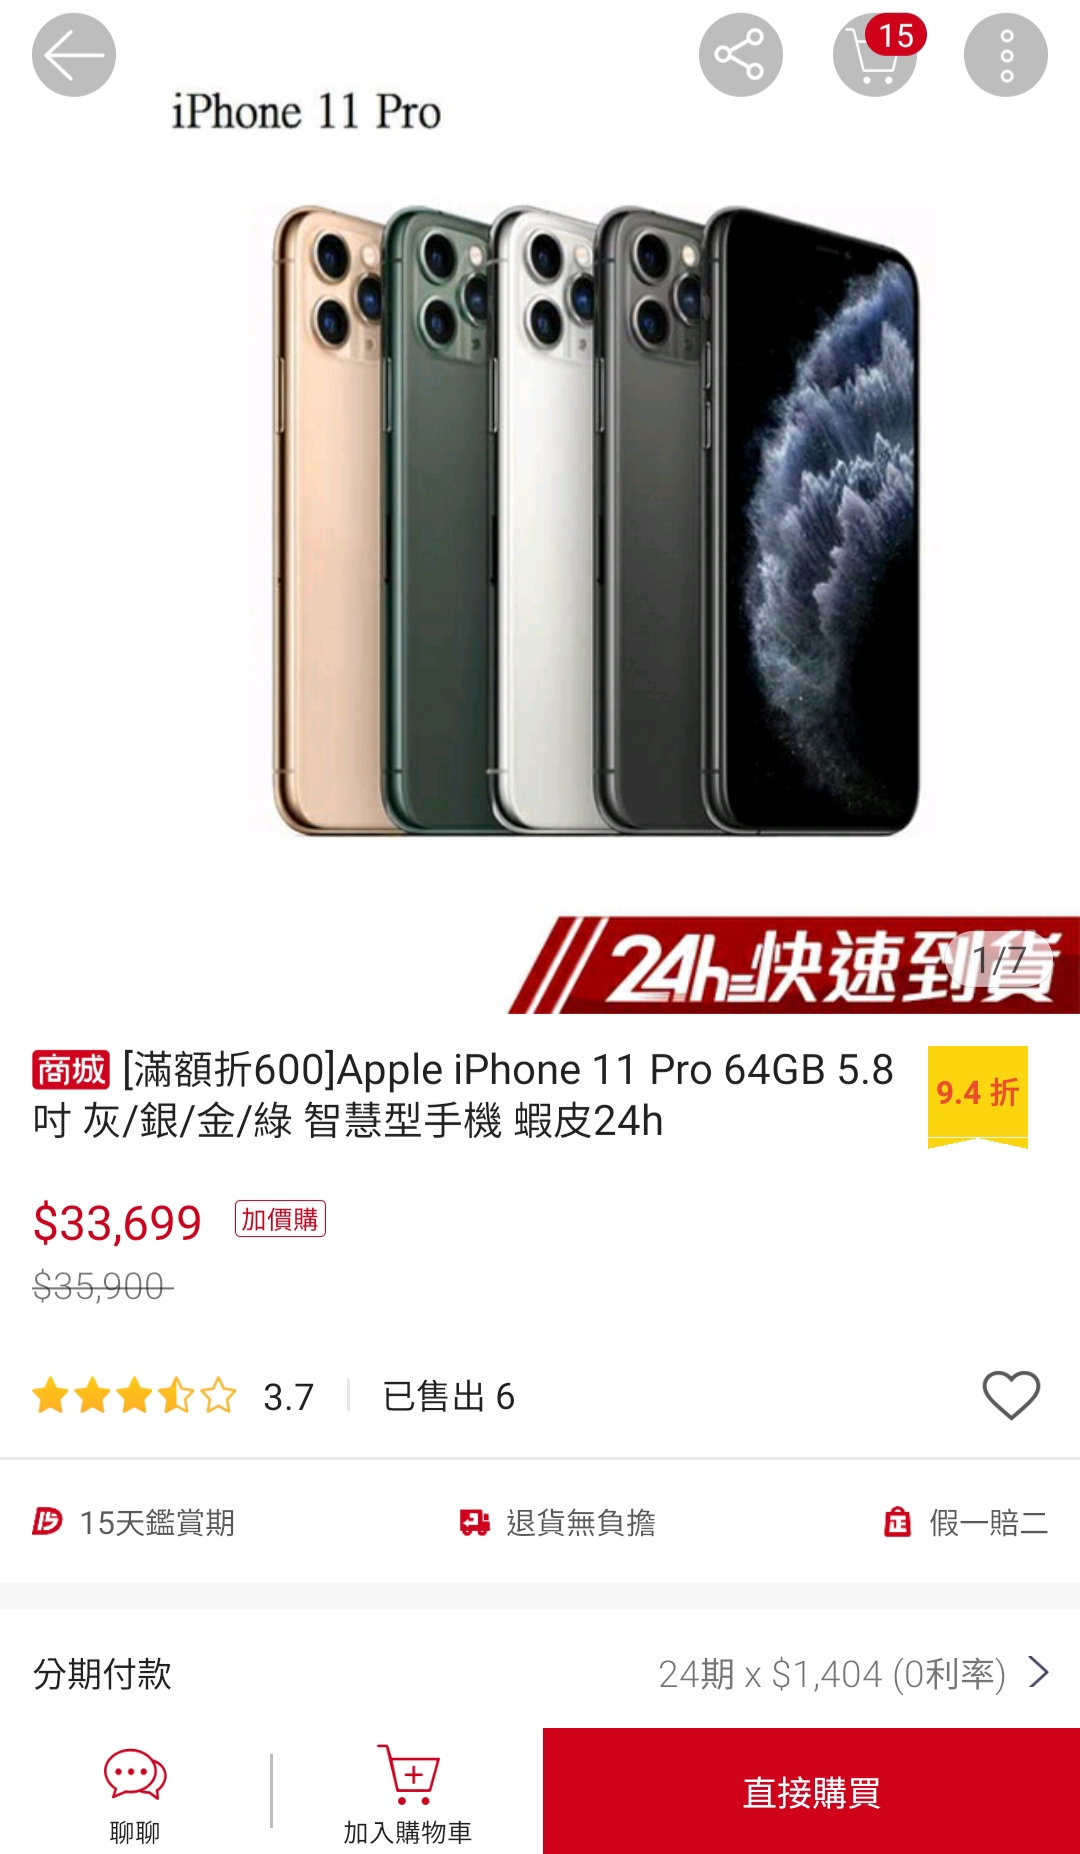 15
iPhone 11 Pro
24h快速到貨
1/7
商城 [滿額折600]Apple iPhone 11 Pro 64GB 5.8
吋 灰/銀/金/綠 智慧型手機 蝦皮24h
9.4 折
$33,699 加價購
$35,900
3.7 已售出 6
15天鑑賞期 退貨無負擔 假一賠二
分期付款 24期 x $1,404 (0利率)
聊聊 加入購物車 直接購買